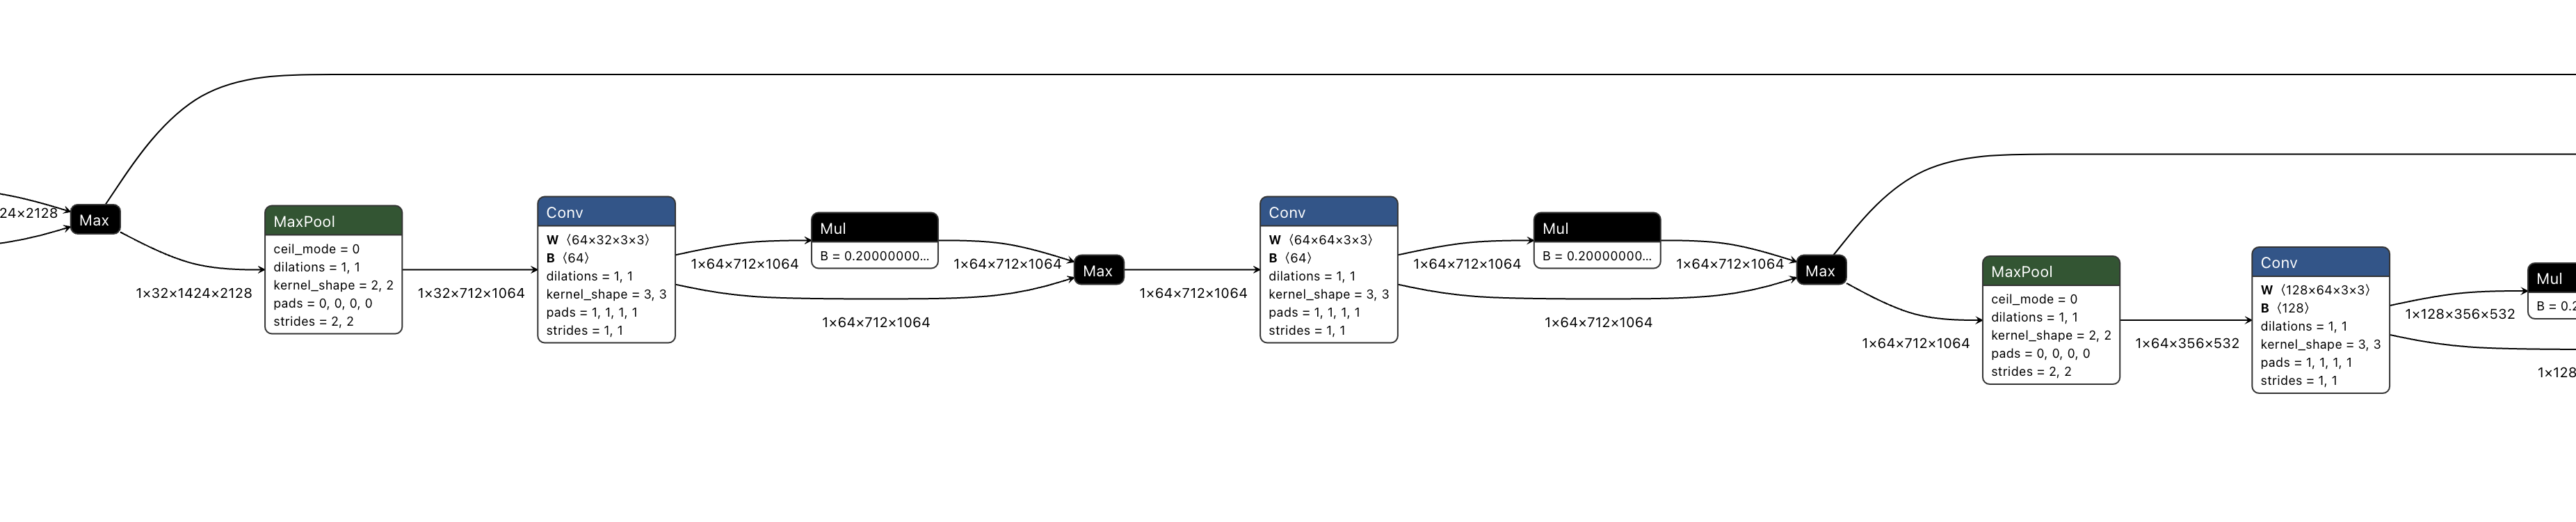 24×2128
Max
1×32×1424×2128
MaxPool
ceil_mode = 0
dilations = 1, 1
kernel_shape = 2, 2
pads = 0, 0, 0, 0
strides = 2, 2
1×32×712×1064
Conv
W ⟨64×32×3×3⟩
B ⟨64⟩
dilations = 1, 1
kernel_shape = 3, 3
pads = 1, 1, 1, 1
strides = 1, 1
1×64×712×1064
Mul
B = 0.20000000...
1×64×712×1064
1×64×712×1064
Max
1×64×712×1064
Conv
W ⟨64×64×3×3⟩
B ⟨64⟩
dilations = 1, 1
kernel_shape = 3, 3
pads = 1, 1, 1, 1
strides = 1, 1
1×64×712×1064
Mul
B = 0.20000000...
1×64×712×1064
1×64×712×1064
Max
1×64×712×1064
MaxPool
ceil_mode = 0
dilations = 1, 1
kernel_shape = 2, 2
pads = 0, 0, 0, 0
strides = 2, 2
1×64×356×532
Conv
W ⟨128×64×3×3⟩
B ⟨128⟩
dilations = 1, 1
kernel_shape = 3, 3
pads = 1, 1, 1, 1
strides = 1, 1
1×128×356×532
Mul
B = 0.2
1×128